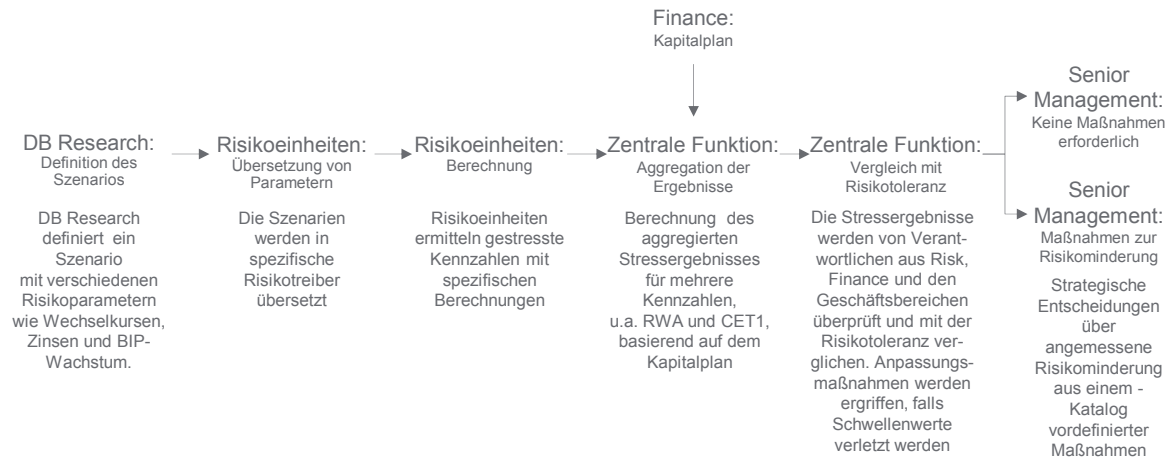 Finance:
Kapitalplan
DB Research:
Definition des
Szenarios
DB Research
definiert ein
Szenario
mit verschiedenen
Risikoparametern
wie Wechselkursen,
Zinsen und BIP-
Wachstum.
Risikoeinheiten:
Übersetzung von
Parametern
Die Szenarien
werden in
spezifische
Risikotreiber
übersetzt
Risikoeinheiten:
Berechnung
Risikoeinheiten
ermitteln gestresste
Kennzahlen mit
spezifischen
Berechnungen
Zentrale Funktion:
Aggregation der
Ergebnisse
Berechnung des
aggregierten
Stressergebnisses
für mehrere
Kennzahlen,
u.a. RWA und CET1,
basierend auf dem
Kapitalplan
Zentrale Funktion:
Vergleich mit
Risikotoleranz
Die Stressergebnisse
werden von Verant-
wortlichen aus Risk,
Finance und den
Geschäftsbereichen
überprüft und mit der
Risikotoleranz ver-
glichen. Anpassungs-
maßnahmen werden
ergriffen, falls
Schwellenwerte
verletzt werden
Senior
Management:
Keine Maßnahmen
erforderlich
Senior
Management:
Maßnahmen zur
Risikominderung
Strategische
Entscheidungen
über
angemessene
Risikominderung
aus einem -
Katalog
vordefinierter
Maßnahmen